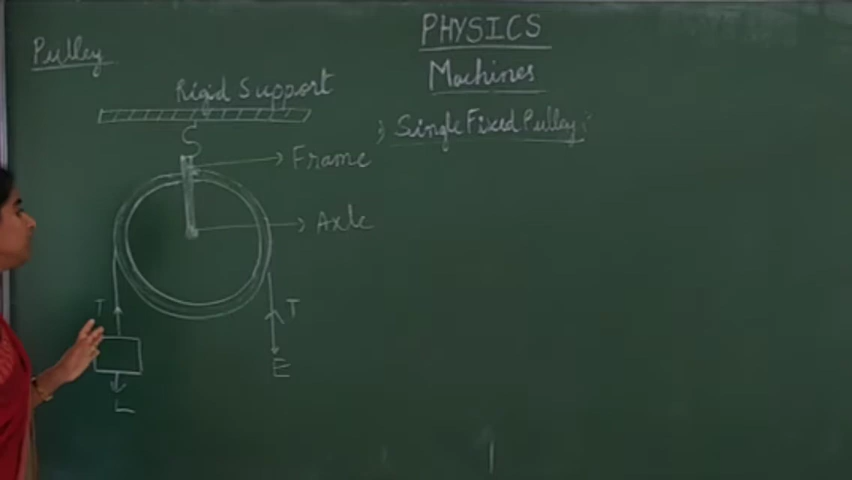 PHYSICS
Machines
Pulley
Rigid Support
Single Fixed Pulley:
Frame
Axle
T
T
E
L